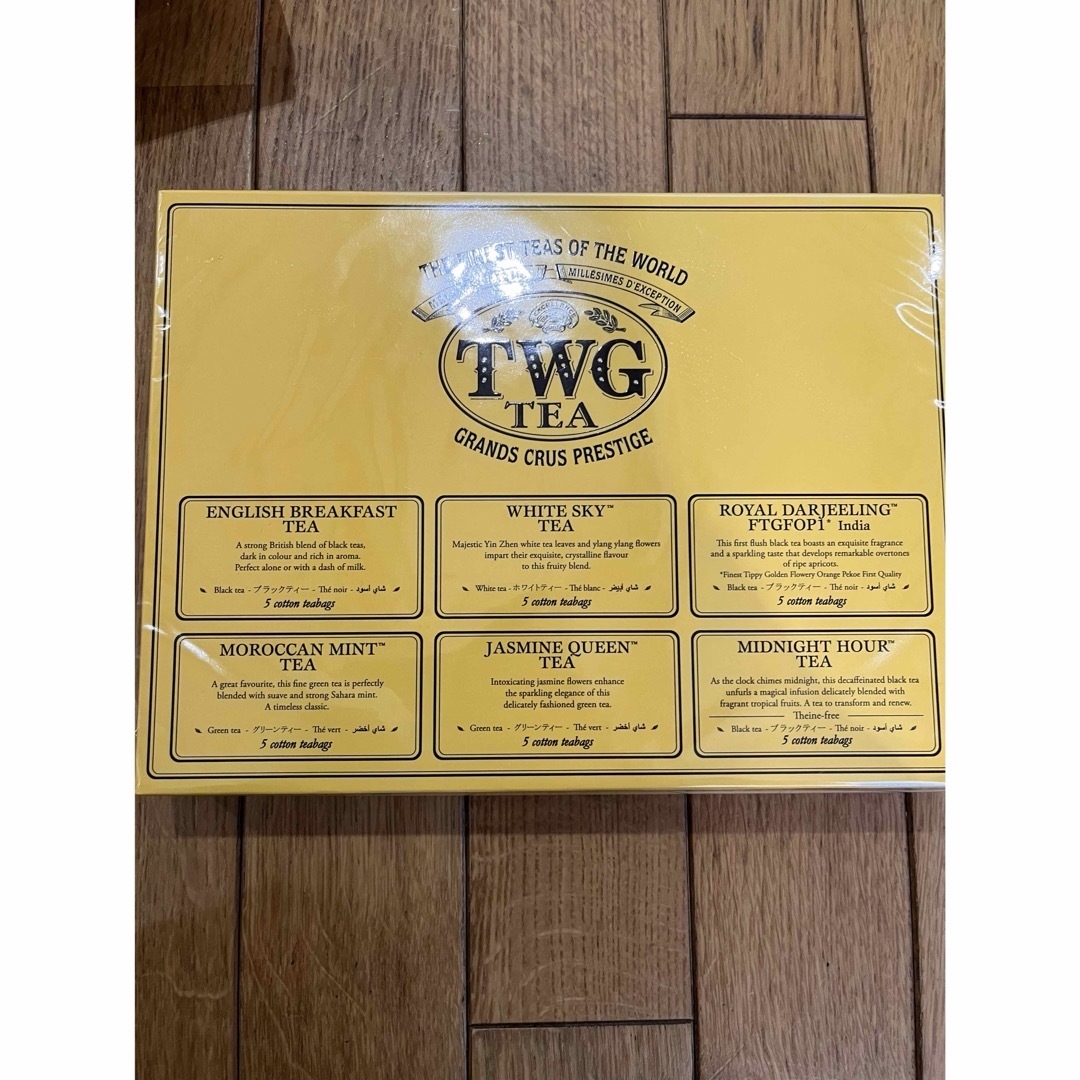 THE FINEST TEAS OF THE WORLD
MILLÉSIMES D'EXCEPTION
EXCELLENCE
TWG
TEA
GRANDS CRUS PRESTIGE
ENGLISH BREAKFAST
TEA
A strong British blend of black teas,
dark in colour and rich in aroma.
Perfect alone or with a dash of milk.
Black tea - ブラックティー - Thé noir - شاي أسود
5 cotton teabags
WHITE SKY™
TEA
Majestic Yin Zhen white tea leaves and ylang ylang flowers
impart their exquisite, crystalline flavour
to this fruity blend.
White tea - ホワイトティー - Thé blanc - شاي أبيض
5 cotton teabags
ROYAL DARJEELING™
FTGFOP1* India
This first flush black tea boasts an exquisite fragrance
and a sparkling taste that develops remarkable overtones
of ripe apricots.
*Finest Tippy Golden Flowery Orange Pekoe First Quality
Black tea - ブラックティー - Thé noir - شاي أسود
5 cotton teabags
MOROCCAN MINT™
TEA
A great favourite, this fine green tea is perfectly
blended with suave and strong Sahara mint.
A timeless classic.
Green tea - グリーンティー - Thé vert - شاي أخضر
5 cotton teabags
JASMINE QUEEN™
TEA
Intoxicating jasmine flowers enhance
the sparkling elegance of this
delicately fashioned green tea.
Green tea - グリーンティー - Thé vert - شاي أخضر
5 cotton teabags
MIDNIGHT HOUR™
TEA
As the clock chimes midnight, this decaffeinated black tea
unfurls a magical infusion delicately blended with
fragrant tropical fruits. A tea to transform and renew.
Theine-free
Black tea - ブラックティー - Thé noir - شاي أسود
5 cotton teabags